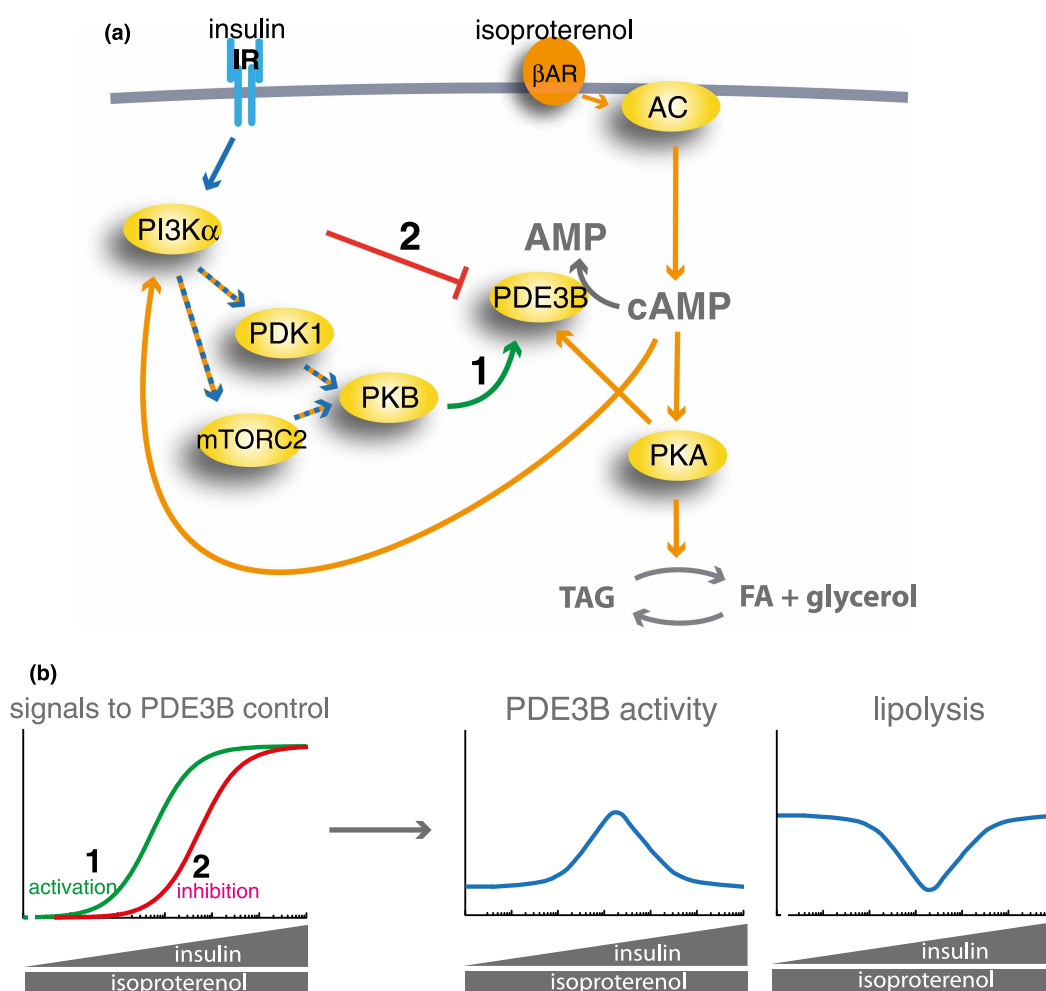 (a)
insulin
isoproterenol
IR
βAR
AC
PI3Kα
2
AMP
PDE3B
cAMP
PDK1
1
PKB
mTORC2
PKA
TAG
FA + glycerol
(b)
signals to PDE3B control
PDE3B activity
lipolysis
1
2
activation
inhibition
insulin
insulin
insulin
isoproterenol
isoproterenol
isoproterenol